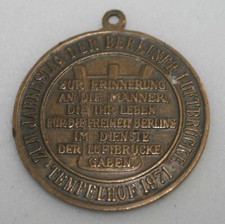 ZUM JAHRESTAG DER BERLINER LUFTBRÜCKE
ZUR ERINNERUNG
AN DIE MÄNNER,
DIE IHR LEBEN
FÜR DIE FREIHEIT BERLINS
IM DIENSTE
DER LUFTBRÜCKE
GABEN
TEMPELHOF 1971